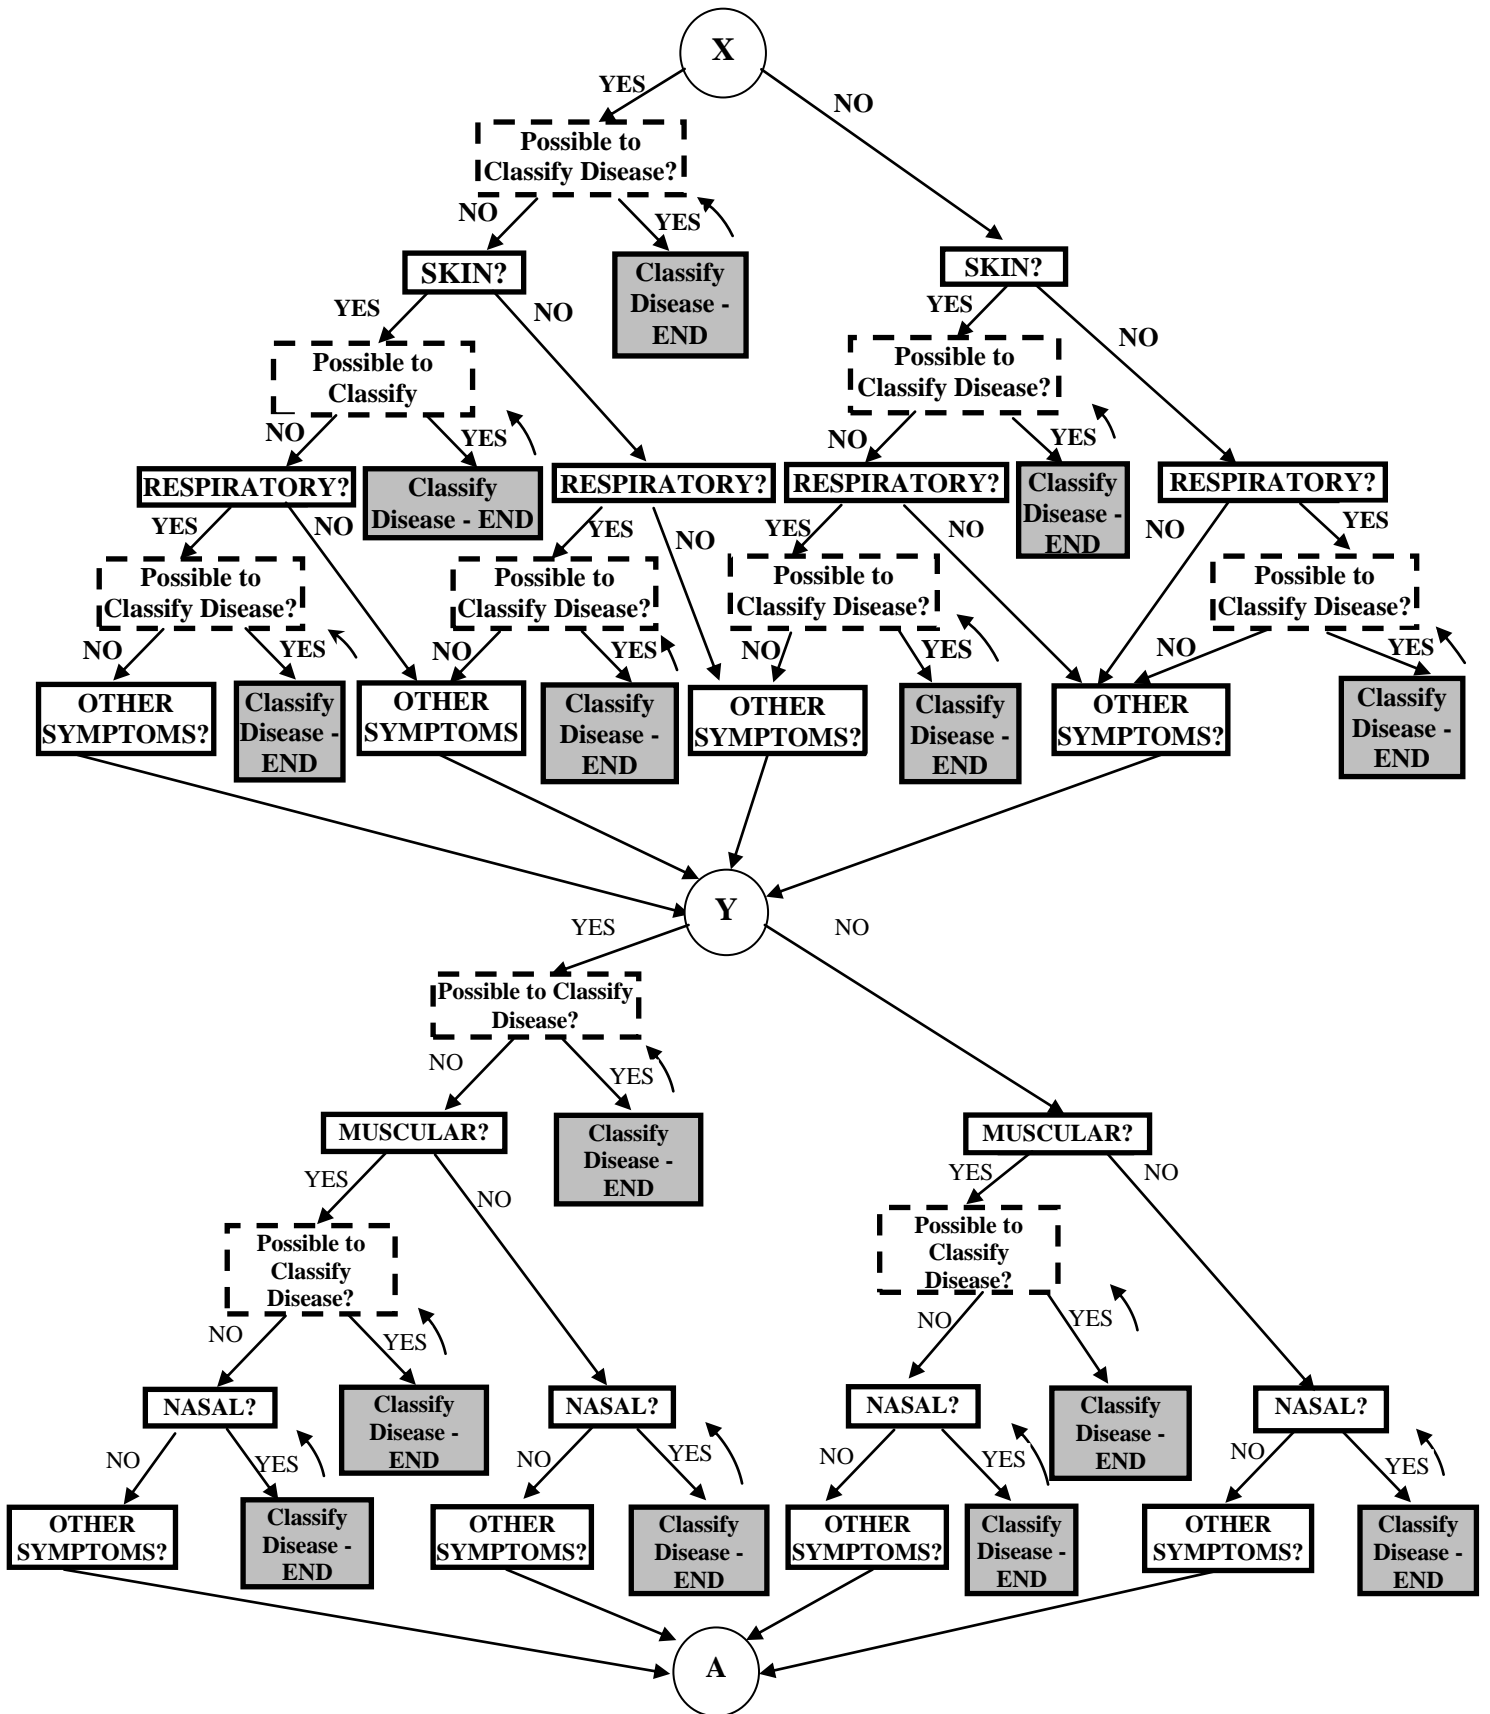 X
YES
NO
Possible to
Classify Disease?
NO
YES
SKIN?
Classify
Disease -
END
SKIN?
YES
NO
YES
NO
Possible to
Classify
Possible to
Classify Disease?
NO
YES
NO
YES
RESPIRATORY?
Classify
Disease - END
RESPIRATORY?
RESPIRATORY?
Classify
Disease -
END
RESPIRATORY?
YES
NO
YES
NO
YES
NO
NO
YES
Possible to
Classify Disease?
Possible to
Classify Disease?
Possible to
Classify Disease?
Possible to
Classify Disease?
NO
YES
NO
YES
NO
YES
NO
YES
OTHER
SYMPTOMS?
Classify
Disease -
END
OTHER
SYMPTOMS
Classify
Disease -
END
OTHER
SYMPTOMS?
Classify
Disease -
END
OTHER
SYMPTOMS?
Classify
Disease -
END
Y
YES
NO
Possible to Classify
Disease?
NO
YES
MUSCULAR?
Classify
Disease -
END
MUSCULAR?
YES
NO
YES
NO
Possible to
Classify
Disease?
Possible to
Classify
Disease?
NO
YES
NO
YES
NASAL?
Classify
Disease -
END
NASAL?
NASAL?
Classify
Disease -
END
NASAL?
NO
YES
NO
YES
NO
YES
NO
YES
OTHER
SYMPTOMS?
Classify
Disease -
END
OTHER
SYMPTOMS?
Classify
Disease -
END
OTHER
SYMPTOMS?
Classify
Disease -
END
OTHER
SYMPTOMS?
Classify
Disease -
END
A